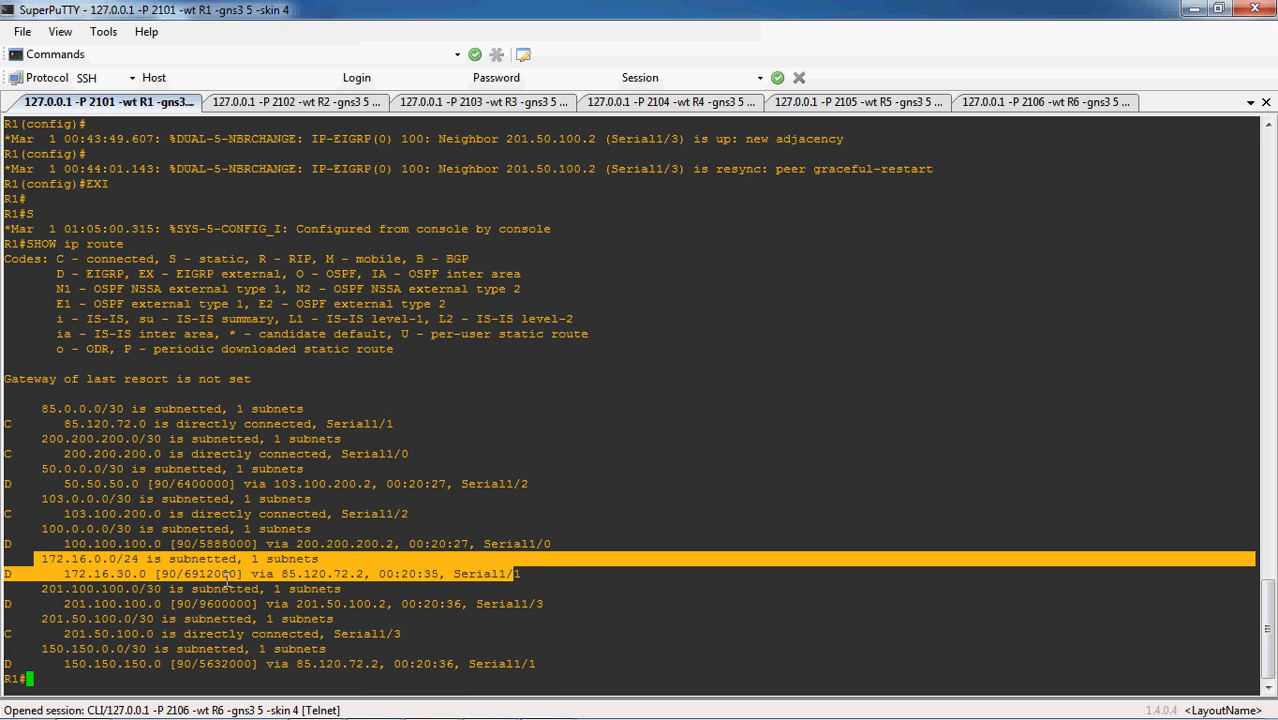 SuperPuTTY - 127.0.0.1 -P 2101 -wt R1 -gns3 5 -skin 4
File View Tools Help
Commands
Protocol SSH Host Login Password Session
127.0.0.1 -P 2101 -wt R1 -gns3... 127.0.0.1 -P 2102 -wt R2 -gns3 5 ... 127.0.0.1 -P 2103 -wt R3 -gns3 5 ... 127.0.0.1 -P 2104 -wt R4 -gns3 5 ... 127.0.0.1 -P 2105 -wt R5 -gns3 5 ... 127.0.0.1 -P 2106 -wt R6 -gns3 5 ...
R1(config)#
*Mar  1 00:43:49.607: %DUAL-5-NBRCHANGE: IP-EIGRP(0) 100: Neighbor 201.50.100.2 (Serial1/3) is up: new adjacency
R1(config)#
*Mar  1 00:44:01.143: %DUAL-5-NBRCHANGE: IP-EIGRP(0) 100: Neighbor 201.50.100.2 (Serial1/3) is resync: peer graceful-restart
R1(config)#EXI
R1#
R1#S
*Mar  1 01:05:00.315: %SYS-5-CONFIG_I: Configured from console by console
R1#SHOW ip route
Codes: C - connected, S - static, R - RIP, M - mobile, B - BGP
       D - EIGRP, EX - EIGRP external, O - OSPF, IA - OSPF inter area
       N1 - OSPF NSSA external type 1, N2 - OSPF NSSA external type 2
       E1 - OSPF external type 1, E2 - OSPF external type 2
       i - IS-IS, su - IS-IS summary, L1 - IS-IS level-1, L2 - IS-IS level-2
       ia - IS-IS inter area, * - candidate default, U - per-user static route
       o - ODR, P - periodic downloaded static route
Gateway of last resort is not set
     85.0.0.0/30 is subnetted, 1 subnets
C       85.120.72.0 is directly connected, Serial1/1
     200.200.200.0/30 is subnetted, 1 subnets
C       200.200.200.0 is directly connected, Serial1/0
     50.0.0.0/30 is subnetted, 1 subnets
D       50.50.50.0 [90/6400000] via 103.100.200.2, 00:20:27, Serial1/2
     103.0.0.0/30 is subnetted, 1 subnets
C       103.100.200.0 is directly connected, Serial1/2
     100.0.0.0/30 is subnetted, 1 subnets
D       100.100.100.0 [90/5888000] via 200.200.200.2, 00:20:27, Serial1/0
     172.16.0.0/24 is subnetted, 1 subnets
D       172.16.30.0 [90/6912000] via 85.120.72.2, 00:20:35, Serial1/1
     201.100.100.0/30 is subnetted, 1 subnets
D       201.100.100.0 [90/9600000] via 201.50.100.2, 00:20:36, Serial1/3
     201.50.100.0/30 is subnetted, 1 subnets
C       201.50.100.0 is directly connected, Serial1/3
     150.150.0.0/30 is subnetted, 1 subnets
D       150.150.150.0 [90/5632000] via 85.120.72.2, 00:20:36, Serial1/1
R1#
Opened session: CLI/127.0.0.1 -P 2106 -wt R6 -gns3 5 -skin 4 [Telnet] 1.4.0.4 <LayoutName>